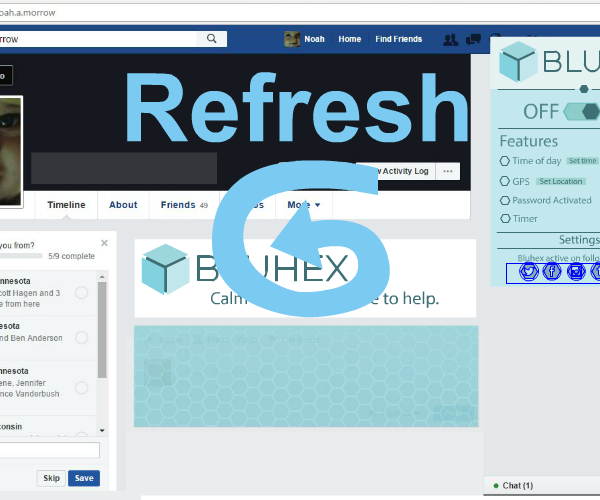 oah.a.morrow
rrow
Noah Home Find Friends
Refresh
BLU
OFF
Features
Time of day Set time
GPS Set Location
Password Activated
Timer
Settings
Bluhex active on follo
Activity Log
Timeline About Friends 49 More
you from?
5/9 complete
nnesota
cott Hagen and 3
e from here
nesota
nd Ben Anderson
nnesota
ene, Jennifer
nce Vanderbush
consin
Skip Save
BLUHEX
Calm e to help.
Chat (1)